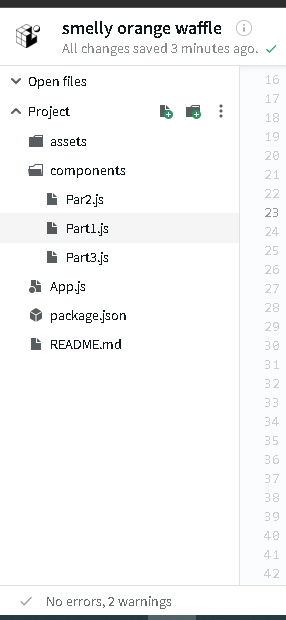 smelly orange waffle
All changes saved 3 minutes ago.
Open files
Project
assets
components
Par2.js
Part1.js
Part3.js
App.js
package.json
README.md
No errors, 2 warnings
16
17
18
19
20
21
22
23
24
25
26
27
28
29
30
31
32
33
34
35
36
37
38
39
40
41
42